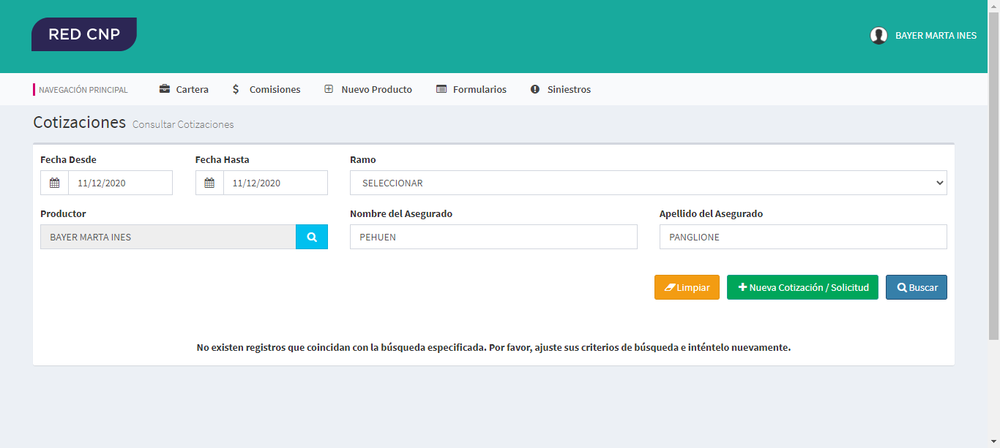 RED CNP
BAYER MARTA INES
NAVEGACIÓN PRINCIPAL Cartera Comisiones Nuevo Producto Formularios Siniestros
Cotizaciones Consultar Cotizaciones
Fecha Desde Fecha Hasta Ramo
11/12/2020 11/12/2020 SELECCIONAR
Productor Nombre del Asegurado Apellido del Asegurado
BAYER MARTA INES PEHUEN PANGLIONE
Limpiar Nueva Cotización / Solicitud Buscar
No existen registros que coincidan con la búsqueda especificada. Por favor, ajuste sus criterios de búsqueda e inténtelo nuevamente.